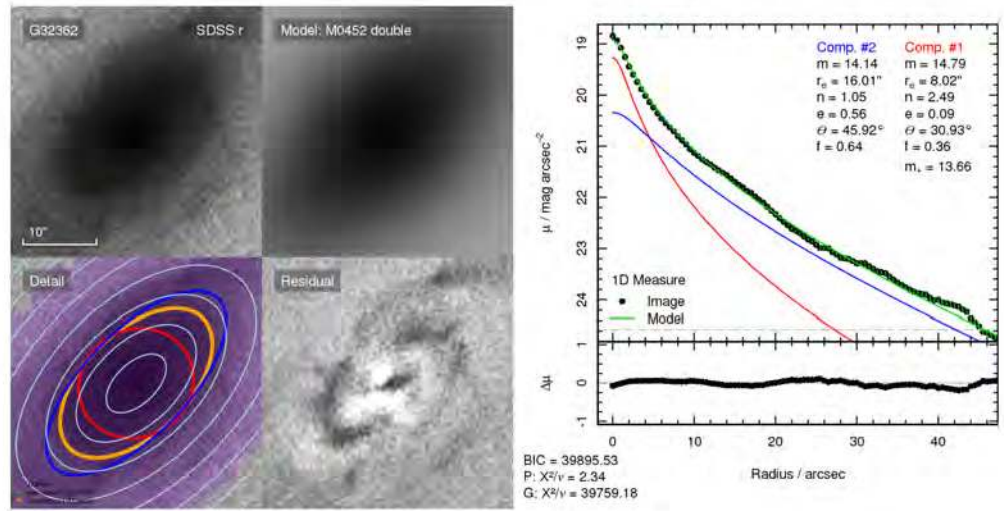 G32362
SDSS r
Model: M0452 double
10"
Detail
Residual
Comp. #2
m = 14.14
rₑ = 16.01"
n = 1.05
e = 0.56
Θ = 45.92°
f = 0.64
Comp. #1
m = 14.79
rₑ = 8.02"
n = 2.49
e = 0.09
Θ = 30.93°
f = 0.36
m₊ = 13.66
μ / mag arcsec⁻²
19
20
21
22
23
24
1D Measure
Image
Model
Δμ
1
0
-1
0
10
20
30
40
Radius / arcsec
BIC = 39895.53
P: X²/ν = 2.34
G: X²/ν = 39759.18